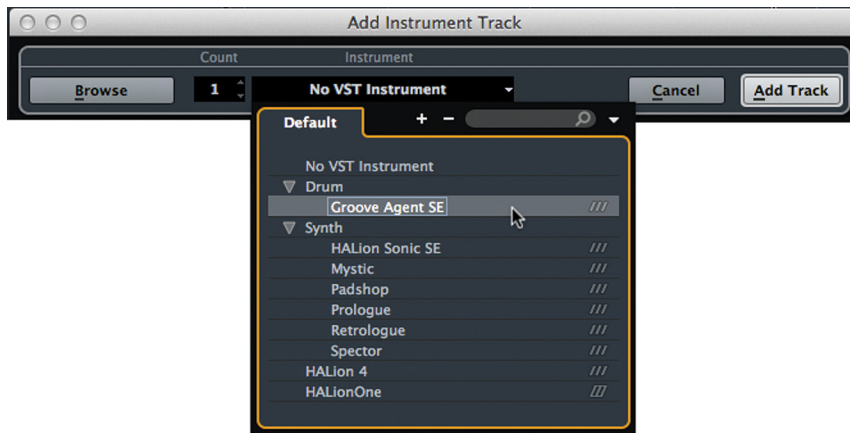 Add Instrument Track
Count Instrument
Browse 1 No VST Instrument Cancel Add Track
Default + −
No VST Instrument
Drum
Groove Agent SE
Synth
HALion Sonic SE
Mystic
Padshop
Prologue
Retrologue
Spector
HALion 4
HALionOne